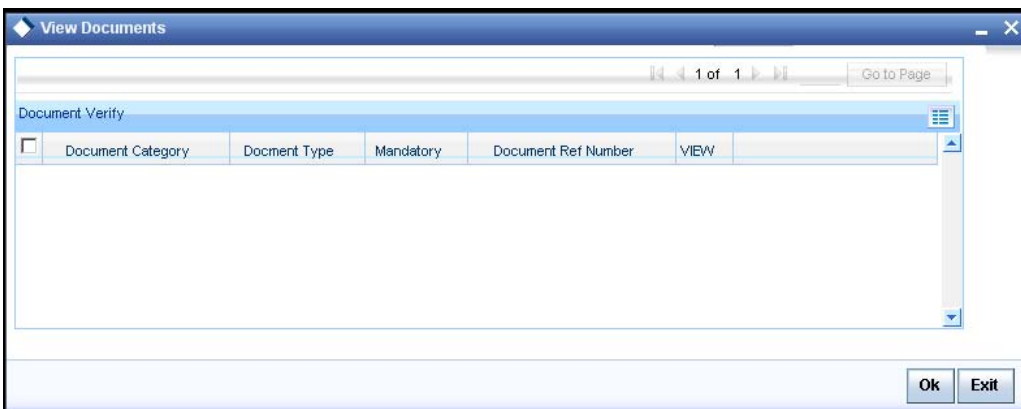 View Documents
1 of 1 Go to Page
Document Verify
Document Category Docment Type Mandatory Document Ref Number VIEW
Ok Exit